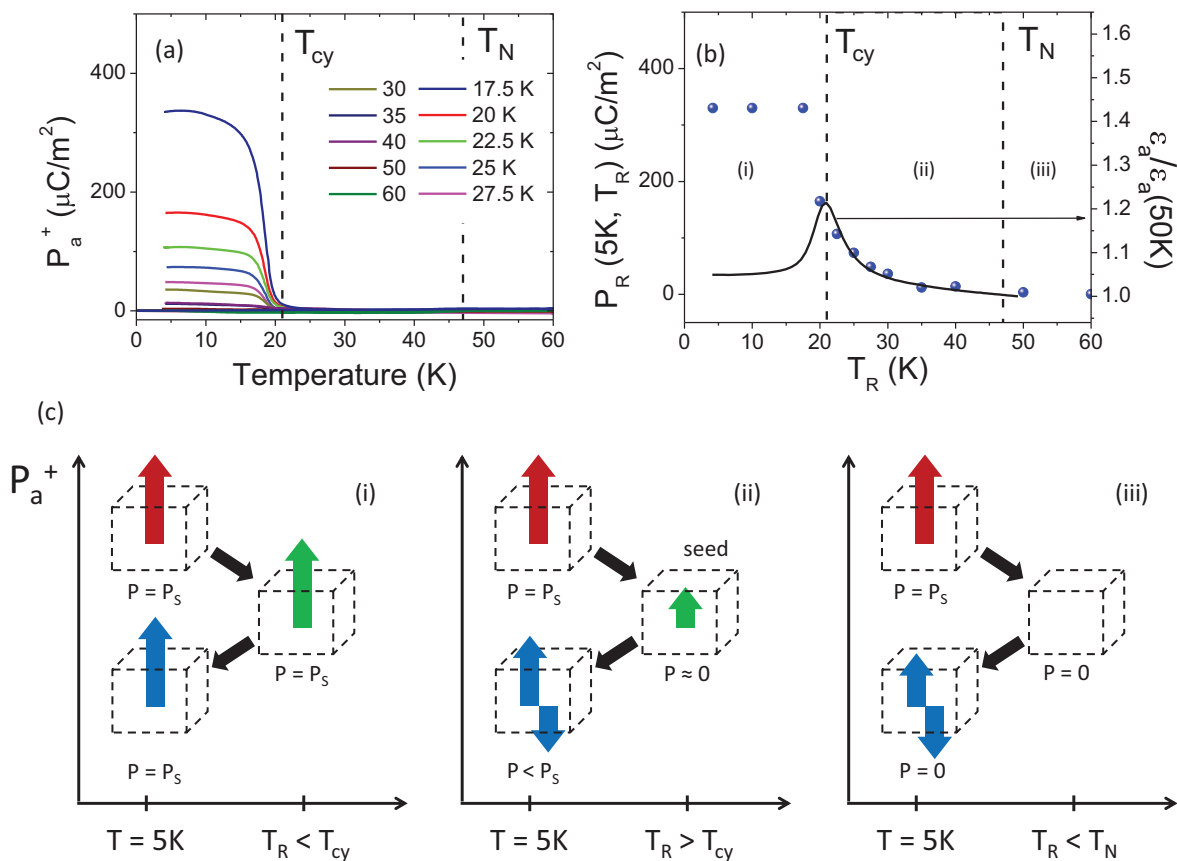 (a)
T_cy
T_N
30
17.5 K
35
20 K
40
22.5 K
50
25 K
60
27.5 K
400
200
0
P_a^+ (μC/m²)
0 10 20 30 40 50 60
Temperature (K)
(b)
T_cy
T_N
(i)
(ii)
(iii)
400
200
0
P_R (5K, T_R) (μC/m²)
1.6
1.5
1.4
1.3
1.2
1.1
1.0
ε_a/ε_a(50K)
0 10 20 30 40 50 60
T_R (K)
(c)
P_a^+
(i)
P = P_S
P = P_S
P = P_S
T = 5K
T_R < T_cy
(ii)
seed
P = P_S
P ≈ 0
P < P_S
T = 5K
T_R > T_cy
(iii)
P = P_S
P = 0
P = 0
T = 5K
T_R < T_N